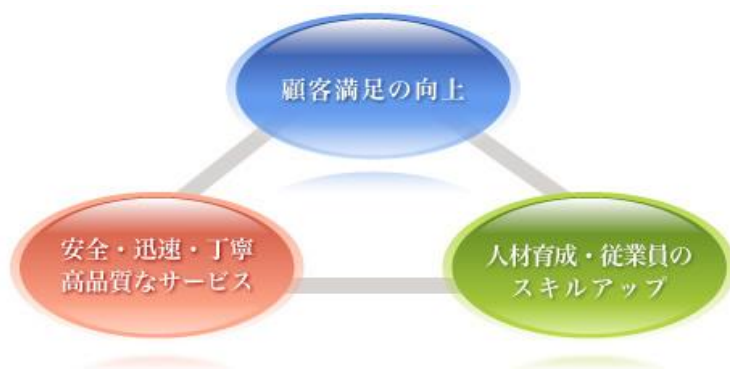 顧客満足の向上
安全・迅速・丁寧
高品質なサービス
人材育成・従業員の
スキルアップ